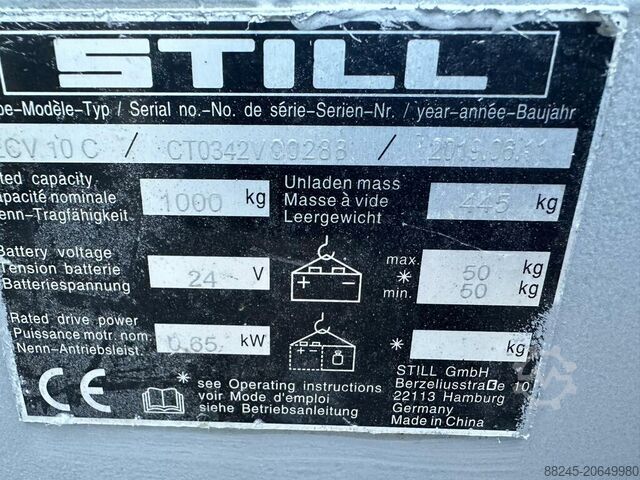 STILL
pe-Modèle-Typ / Serial no.-No. de série-Serien-Nr. / year-année-Baujahr
CV 10 C / CT0342V00288 / 2019.06.11
ted capacity
apacité nominale
enn-Tragfähigkeit
1000 kg
Unladen mass
Masse à vide
Leergewicht
445 kg
Battery voltage
Tension batterie
Batteriespannung
24 V
+ −
max.
*
min.
50 kg
50 kg
Rated drive power
Puissance motr. nom.
Nenn-Antriebsleist.
0.65 kW
+ −
* kg
CE
* see Operating instructions
voir Mode d'emploi
siehe Betriebsanleitung
STILL GmbH
Berzeliusstraße 10
22113 Hamburg
Germany
Made in China
88245-20649980